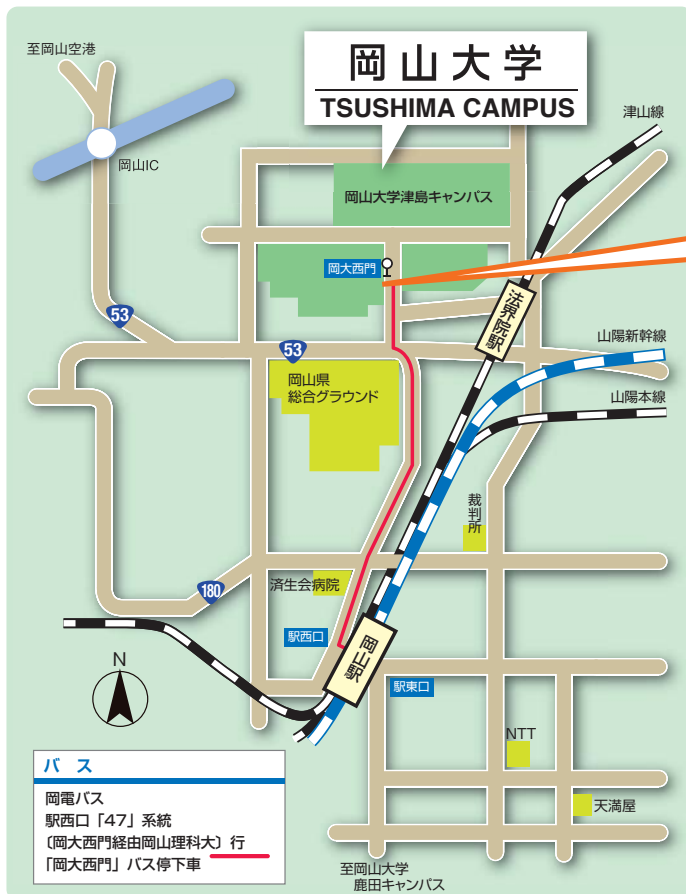 岡山大学
TSUSHIMA CAMPUS
至岡山空港
津山線
岡山IC
岡山大学津島キャンパス
岡大西門
53
法界院駅
53
山陽新幹線
岡山県
総合グラウンド
山陽本線
裁判所
180
済生会病院
駅西口
岡山駅
N
駅東口
NTT
バス
岡電バス
駅西口「47」系統
〔岡大西門経由岡山理科大〕行
「岡大西門」バス停下車
天満屋
至岡山大学
鹿田キャンパス